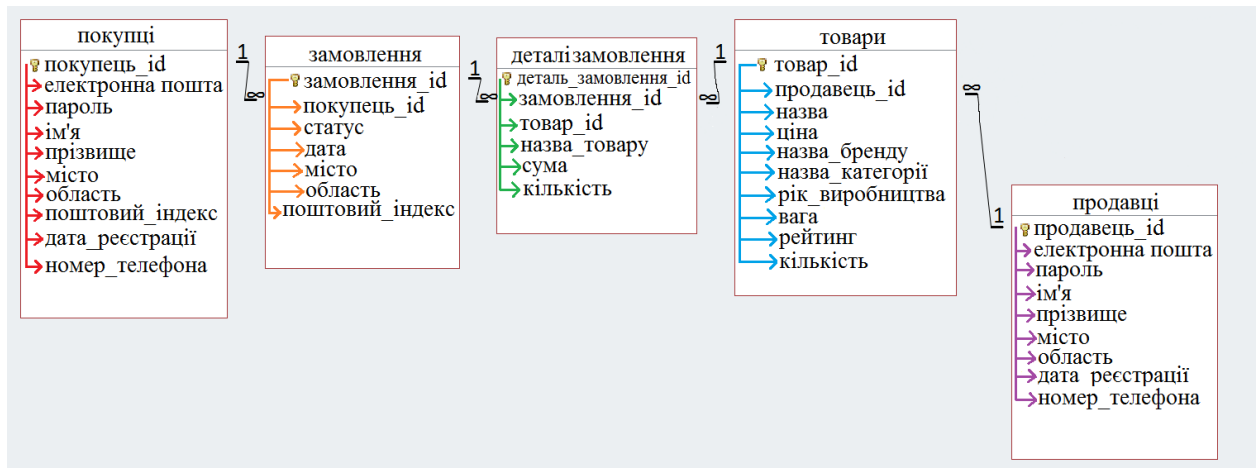 покупці
покупець_id
електронна пошта
пароль
ім'я
прізвище
місто
область
поштовий_індекс
дата_реєстрації
номер_телефона
1
∞
замовлення
замовлення_id
покупець_id
статус
дата
місто
область
поштовий_індекс
1
∞
деталізамовлення
деталь_замовлення_id
замовлення_id
товар_id
назва_товару
сума
кількість
1
∞
товари
товар_id
продавець_id
назва
ціна
назва_бренду
назва_категорії
рік_виробництва
вага
рейтинг
кількість
∞
1
продавці
продавець_id
електронна пошта
пароль
ім'я
прізвище
місто
область
дата реєстрації
номер_телефона